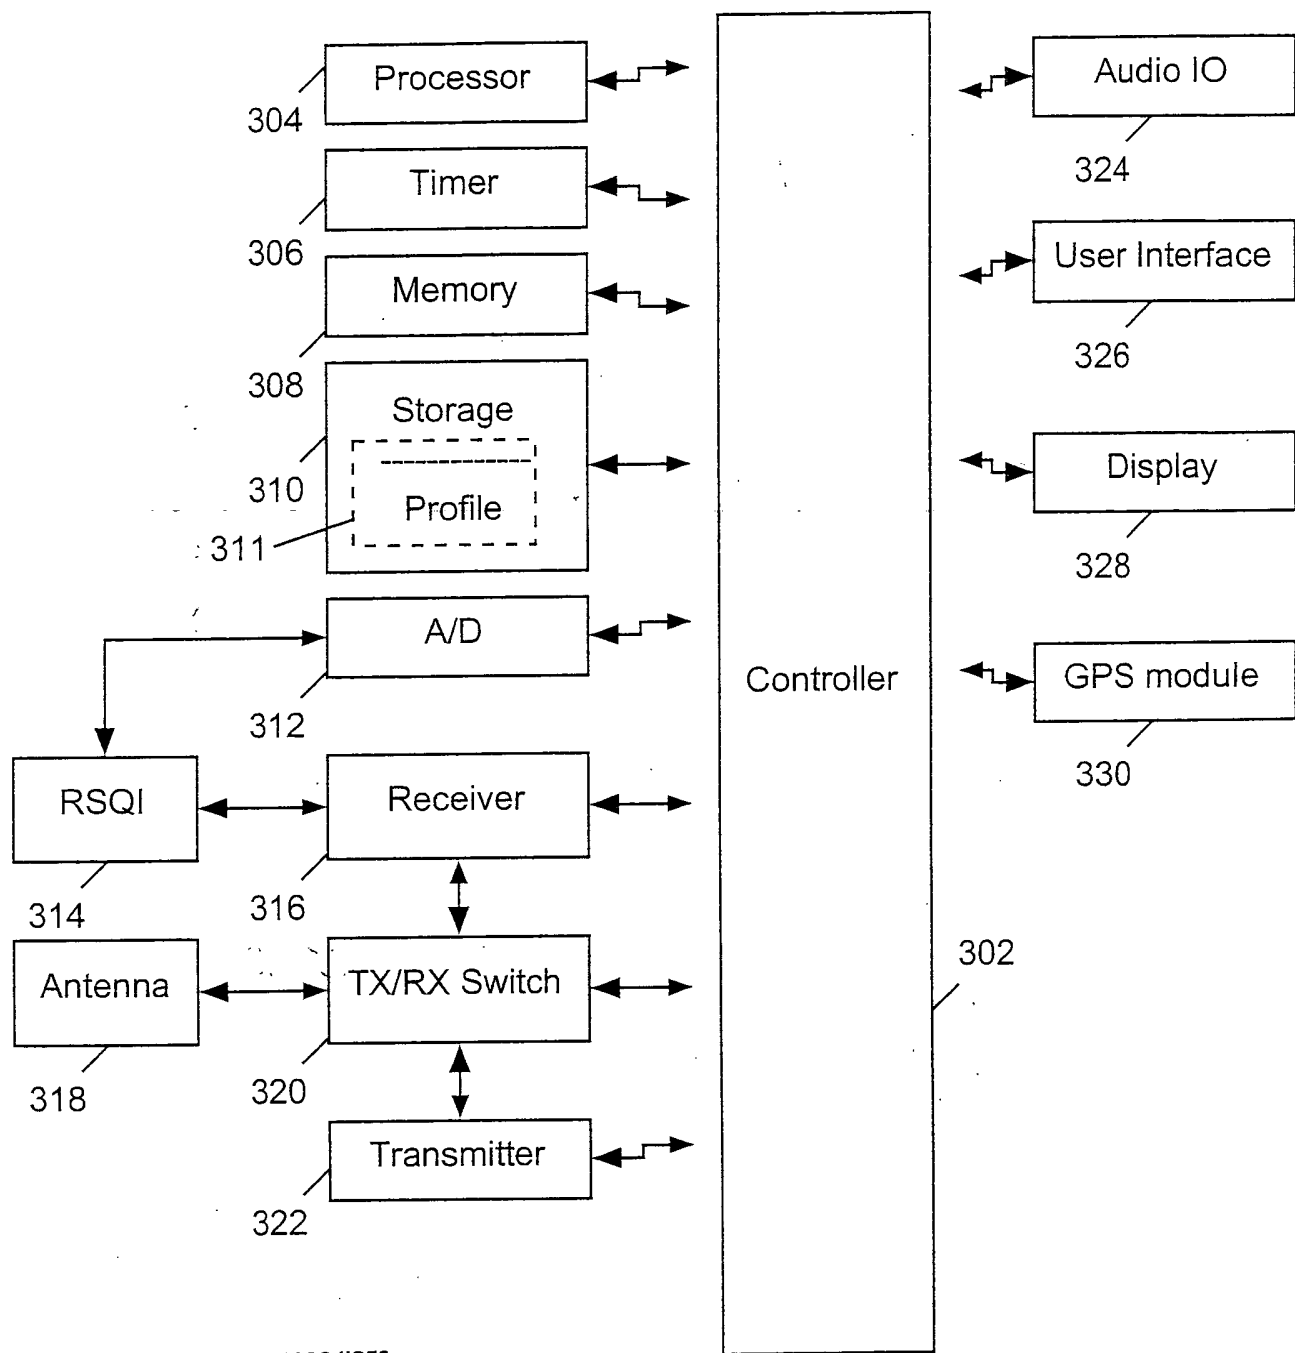 Processor
304
Timer
306
Memory
308
Storage
310
Profile
311
A/D
312
RSQI
314
Receiver
316
Antenna
318
TX/RX Switch
320
Transmitter
322
Controller
302
Audio IO
324
User Interface
326
Display
328
GPS module
330